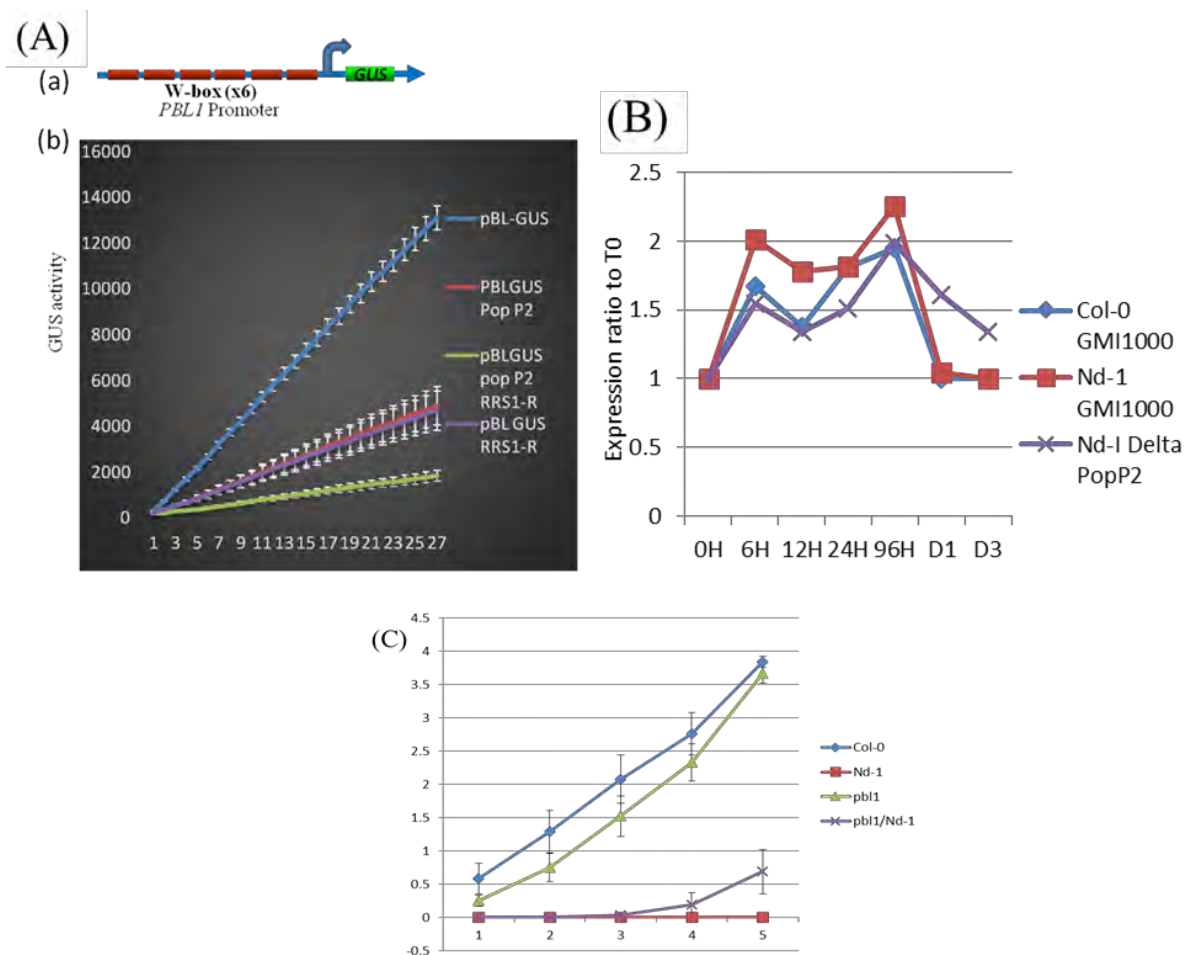 (A)
(a)
GUS
W-box (x6)
PBL1 Promoter
(b)
16000
14000
12000
10000
8000
6000
4000
2000
0
GUS activity
1 3 5 7 9 11 13 15 17 19 21 23 25 27
pBL-GUS
PBLGUS
Pop P2
pBLGUS
pop P2
RRS1-R
pBL GUS
RRS1-R
(B)
2.5
2
1.5
1
0.5
0
Expression ratio to T0
0H 6H 12H 24H 96H D1 D3
Col-0
GMI1000
Nd-1
GMI1000
Nd-I Delta
PopP2
(C)
4.5
4
3.5
3
2.5
2
1.5
1
0.5
0
-0.5
1 2 3 4 5
Col-0
Nd-1
pbl1
pbl1/Nd-1